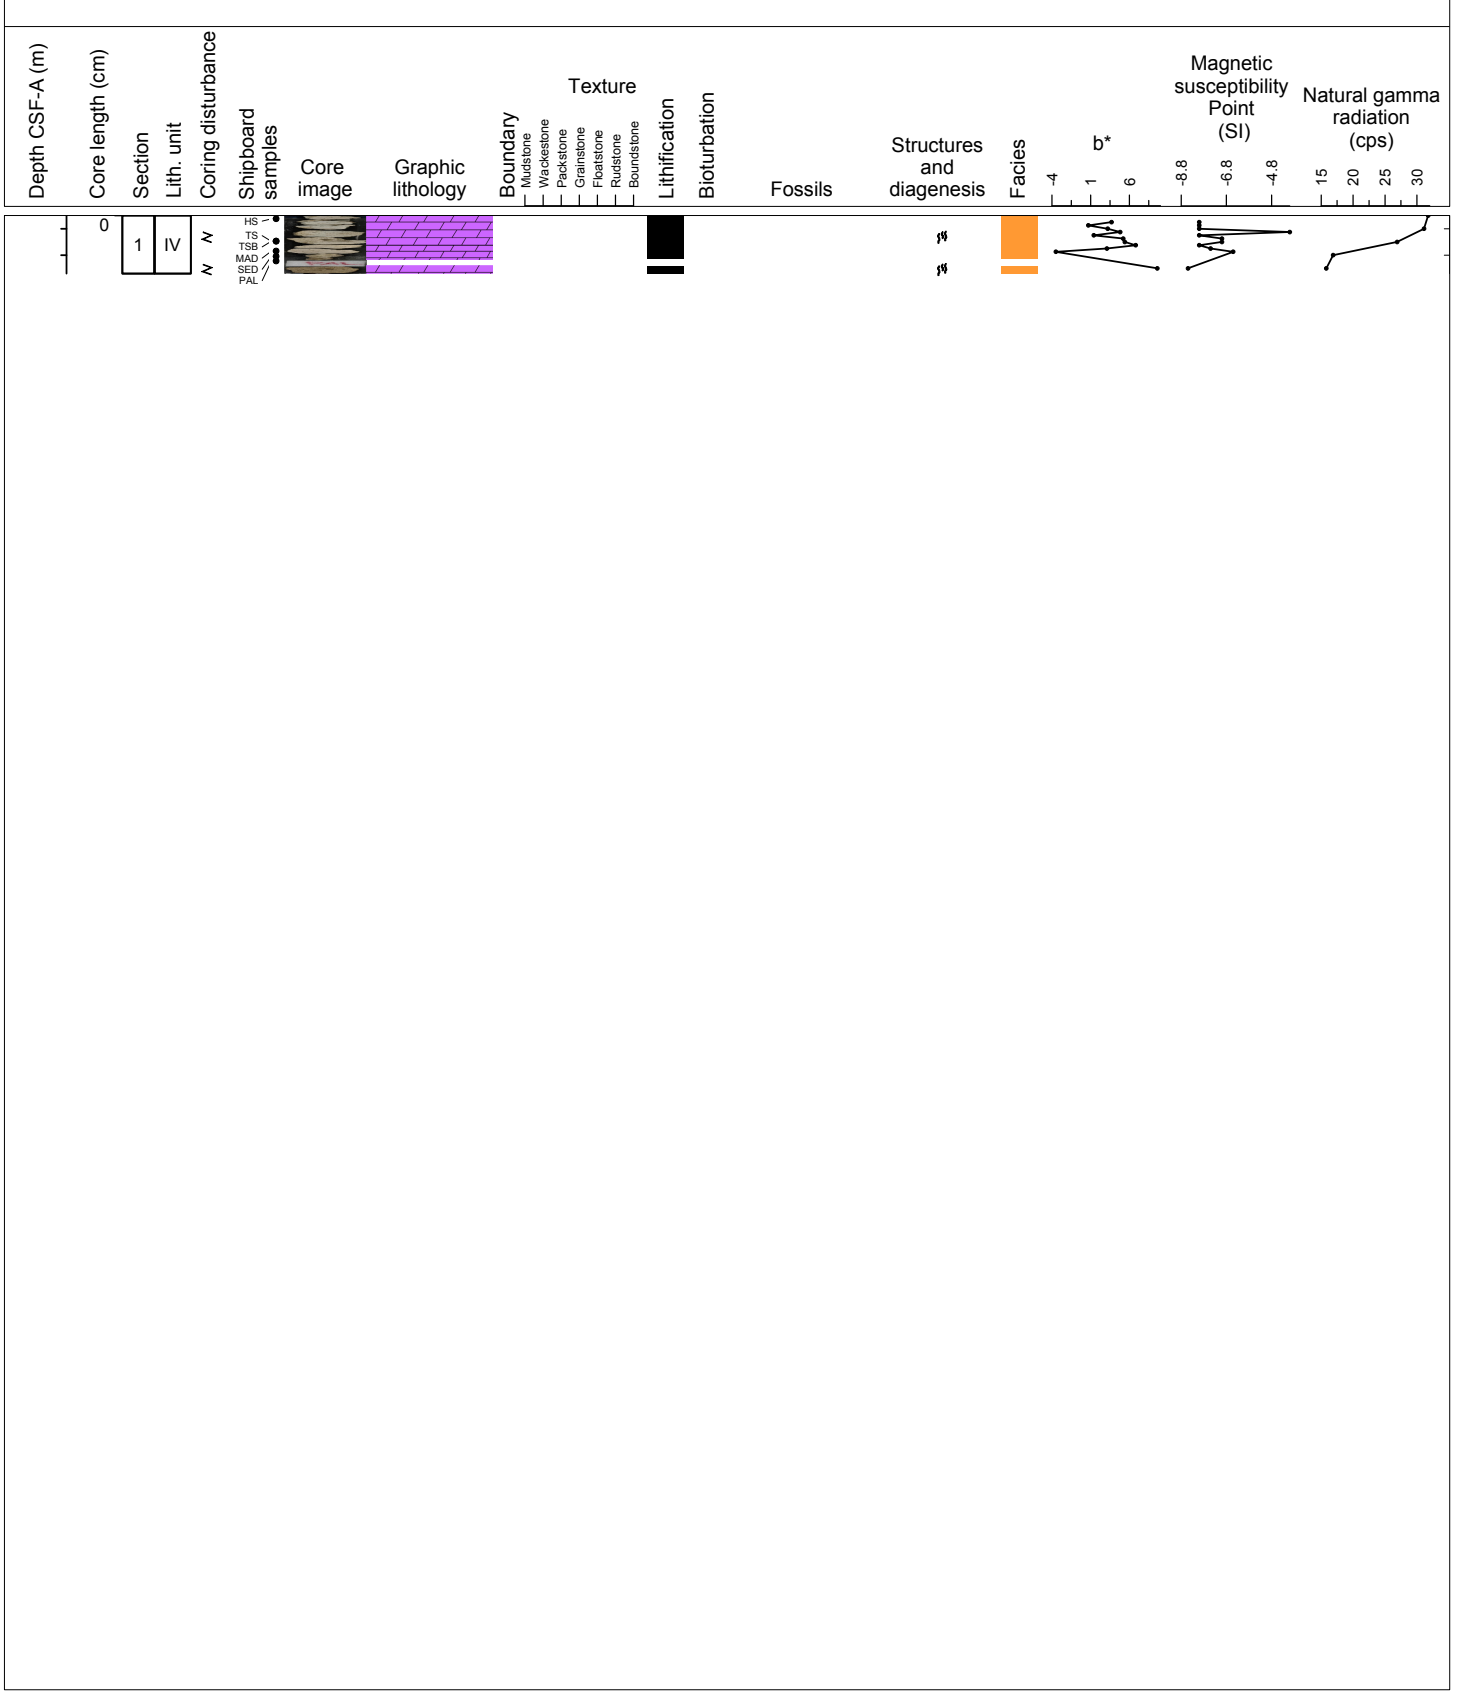 Depth CSF-A (m)
Core length (cm)
Section
Lith. unit
Coring disturbance
Shipboard
samples
Core
image
Graphic
lithology
Boundary
Texture
Mudstone
Wackestone
Packstone
Grainstone
Floatstone
Rudstone
Boundstone
Lithification
Bioturbation
Fossils
Structures
and
diagenesis
Facies
b*
-4
1
6
Magnetic
susceptibility
Point
(SI)
-8.8
-6.8
-4.8
Natural gamma
radiation
(cps)
15
20
25
30
0
1
IV
HS
TS
TSB
MAD
SED
PAL